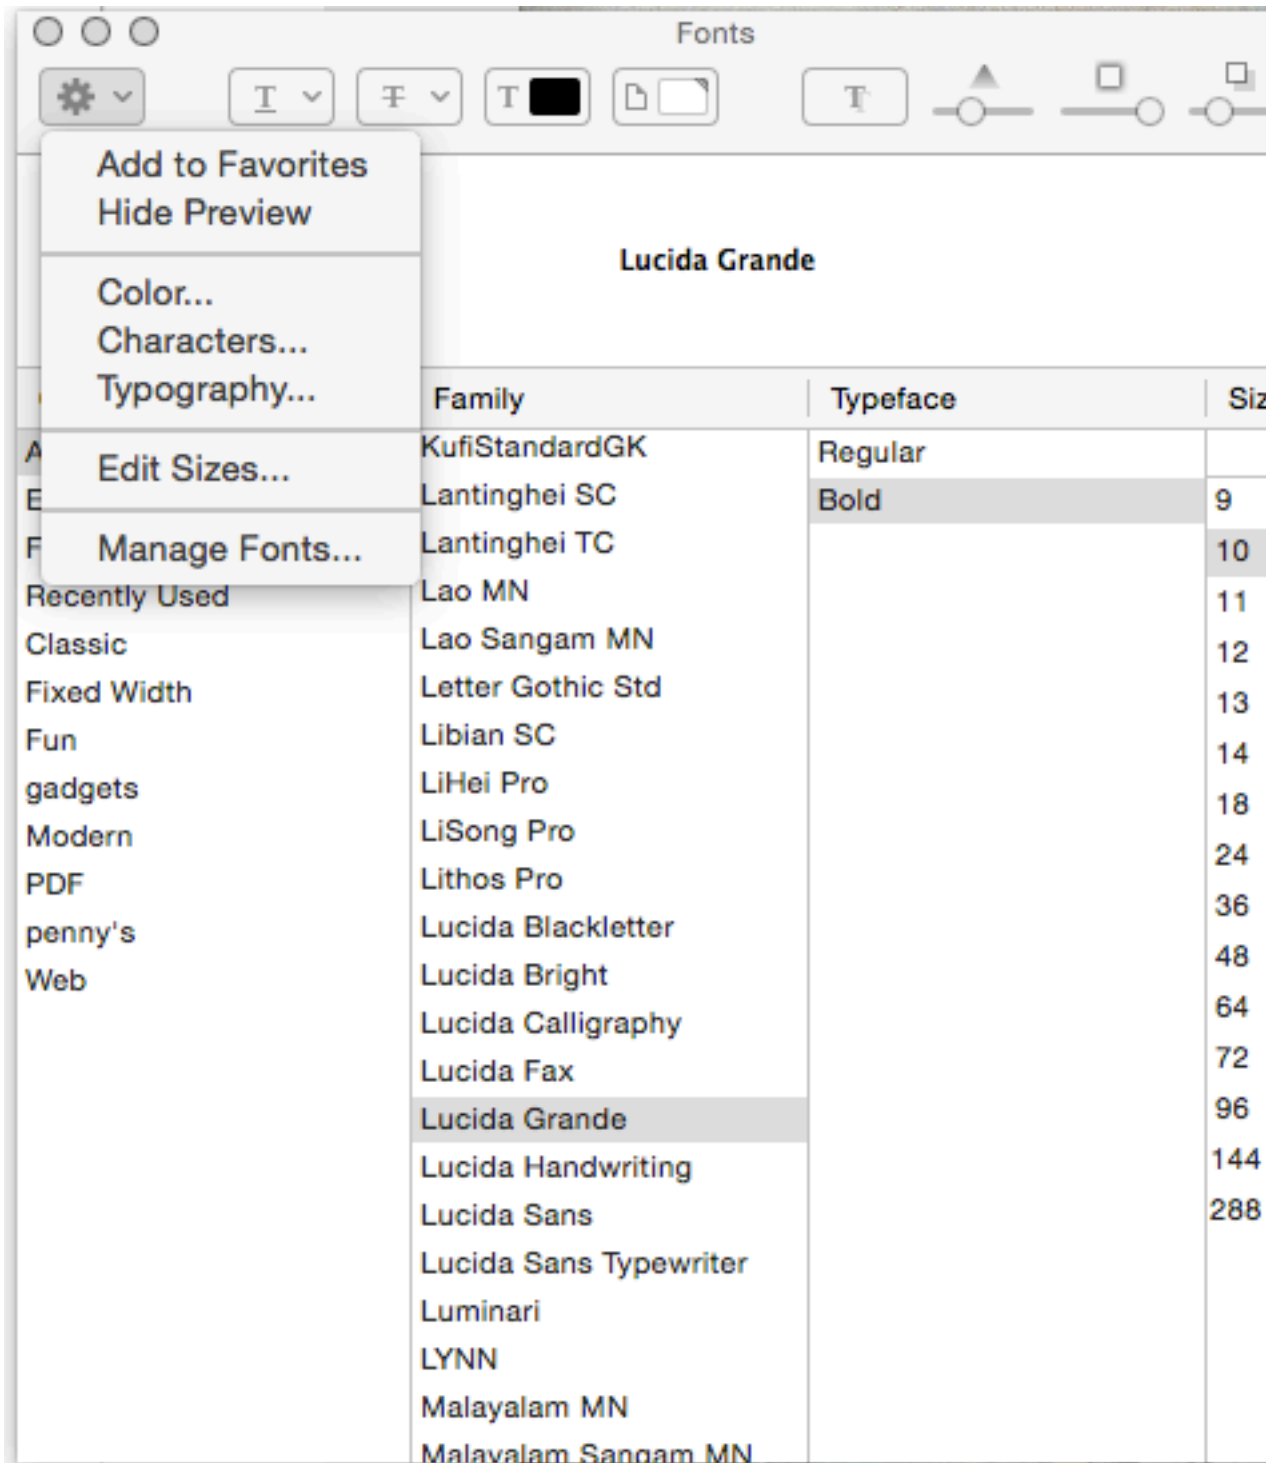 Fonts
Add to Favorites
Hide Preview
Color...
Characters...
Typography...
Edit Sizes...
Manage Fonts...
Lucida Grande
Recently Used
Classic
Fixed Width
Fun
gadgets
Modern
PDF
penny's
Web
Family
KufiStandardGK
Lantinghei SC
Lantinghei TC
Lao MN
Lao Sangam MN
Letter Gothic Std
Libian SC
LiHei Pro
LiSong Pro
Lithos Pro
Lucida Blackletter
Lucida Bright
Lucida Calligraphy
Lucida Fax
Lucida Grande
Lucida Handwriting
Lucida Sans
Lucida Sans Typewriter
Luminari
LYNN
Malayalam MN
Malayalam Sangam MN
Typeface
Regular
Bold
Siz
9
10
11
12
13
14
18
24
36
48
64
72
96
144
288